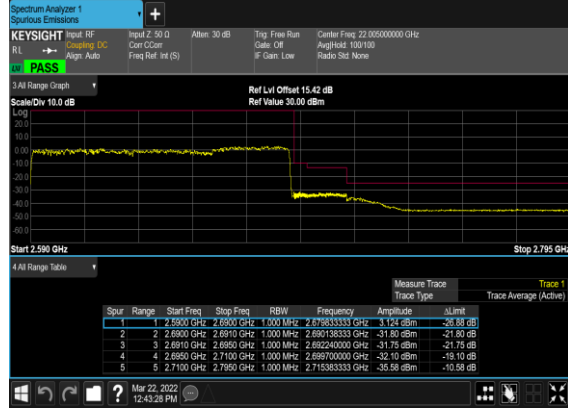 Spectrum Analyzer 1
Spurious Emissions
KEYSIGHT Input: RF Input Z: 50 Ω Atten: 30 dB Trig: Free Run Center Freq: 22.005000000 GHz
RL Coupling: DC Corr CCorr Gate: Off Avg|Hold: 100/100
Align: Auto Freq Ref: Int (S) IF Gain: Low Radio Std: None
PASS
3 All Range Graph
Ref Lvl Offset 15.42 dB
Scale/Div 10.0 dB Ref Value 30.00 dBm
Log
20.0
10.0
0.00
-10.0
-20.0
-30.0
-40.0
-50.0
-60.0
Start 2.590 GHz Stop 2.795 GHz
4 All Range Table
Measure Trace Trace 1
Trace Type Trace Average (Active)
Spur Range Start Freq Stop Freq RBW Frequency Amplitude ΔLimit
1 1 2.5900 GHz 2.6900 GHz 1.000 MHz 2.679833333 GHz 3.124 dBm -26.88 dB
2 2 2.6900 GHz 2.6910 GHz 1.000 MHz 2.690138333 GHz -31.80 dBm -21.80 dB
3 3 2.6910 GHz 2.6950 GHz 1.000 MHz 2.692240000 GHz -31.75 dBm -21.75 dB
4 4 2.6950 GHz 2.7100 GHz 1.000 MHz 2.699700000 GHz -32.10 dBm -19.10 dB
5 5 2.7100 GHz 2.7950 GHz 1.000 MHz 2.715383333 GHz -35.58 dBm -10.58 dB
Mar 22, 2022
12:43:28 PM